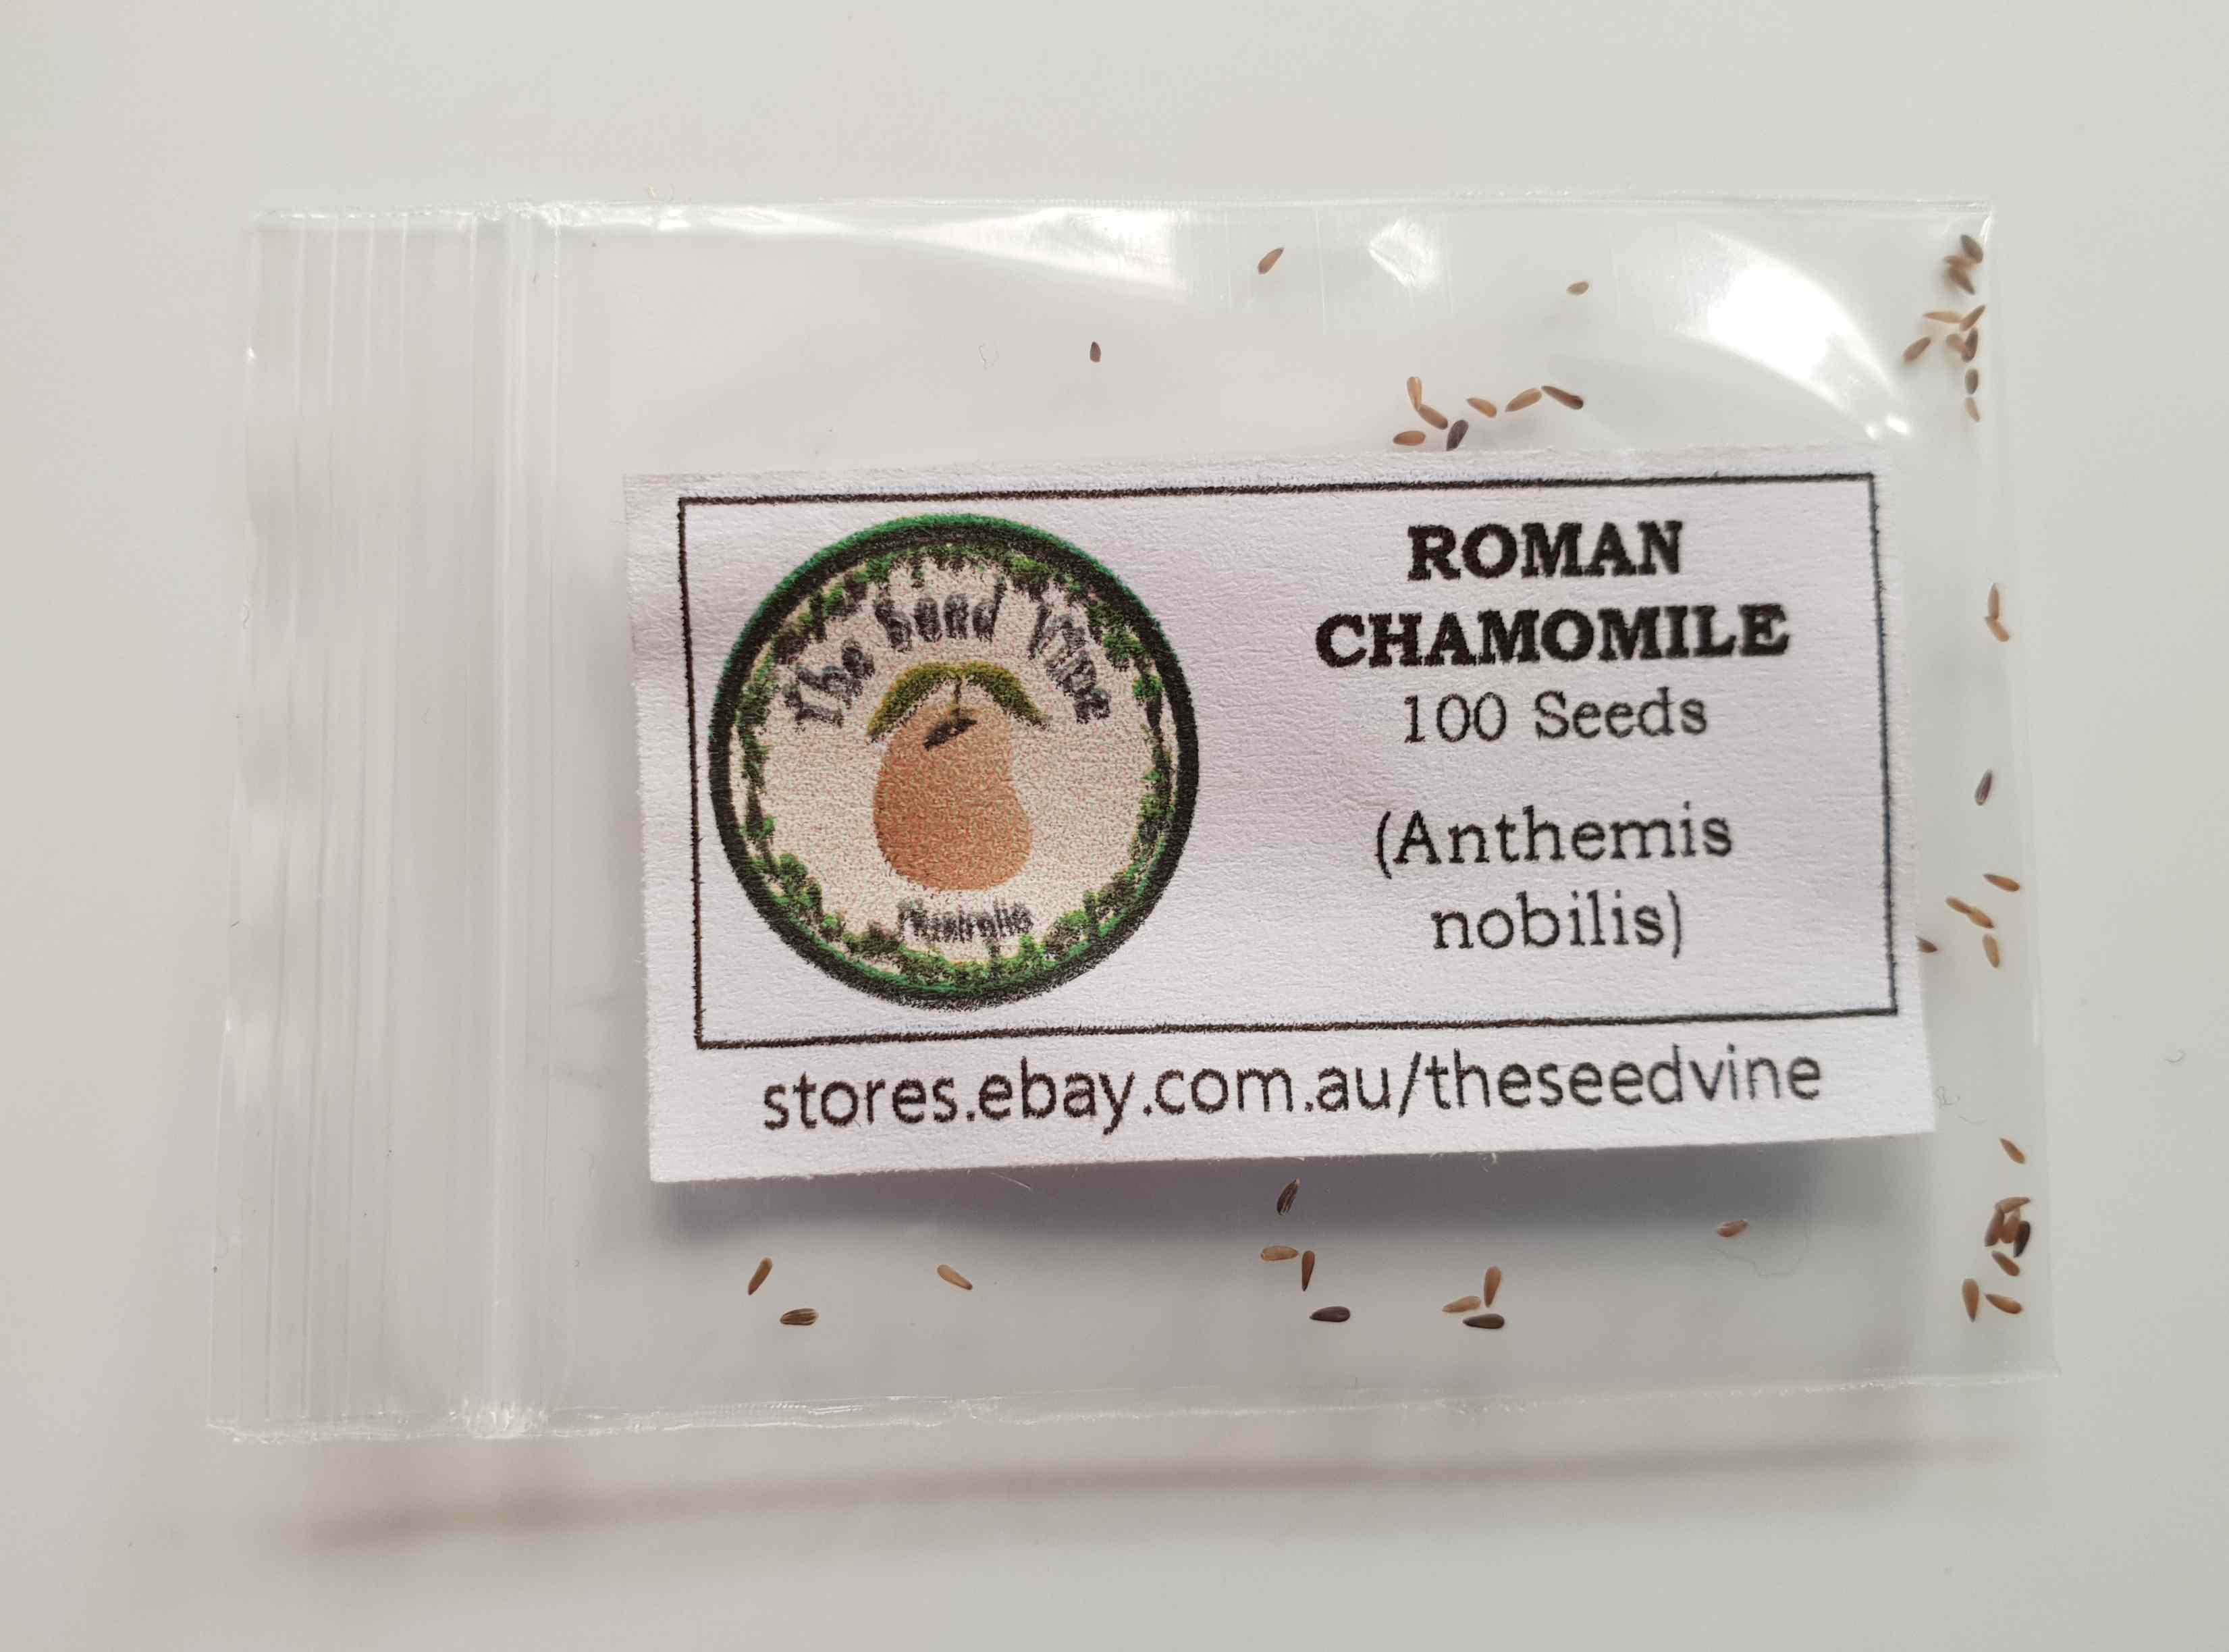 The Seed Vine
Australia
ROMAN
CHAMOMILE
100 Seeds
(Anthemis
nobilis)
stores.ebay.com.au/theseedvine